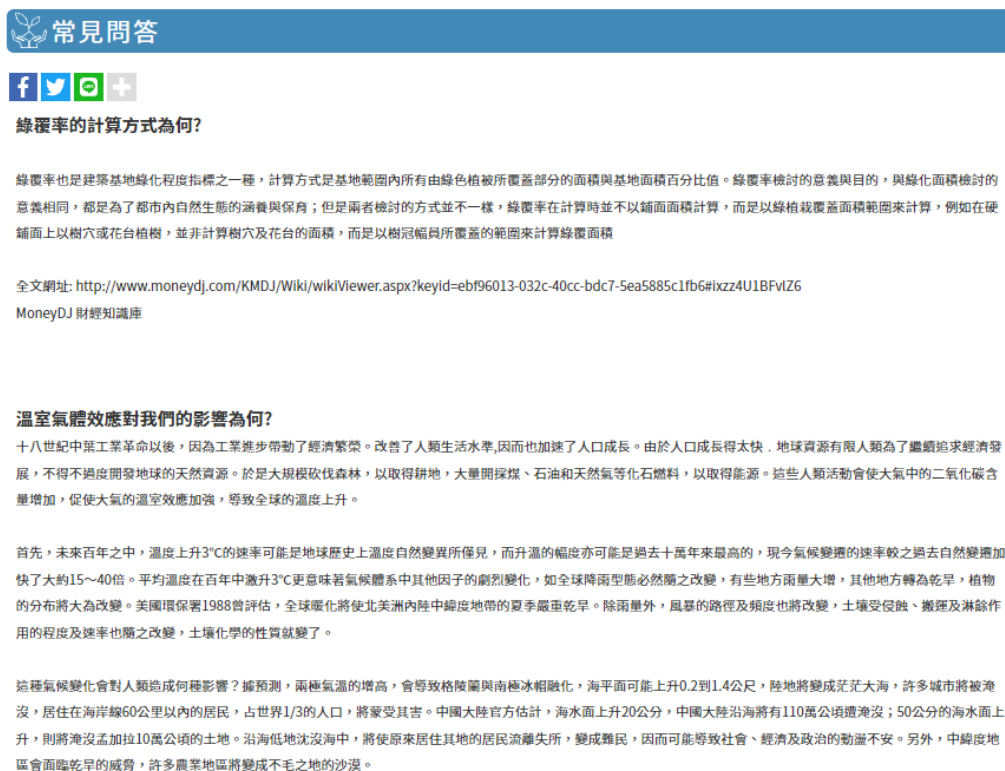 常見問答
綠覆率的計算方式為何?
綠覆率也是建築基地綠化程度指標之一種，計算方式是基地範圍內所有由綠色植被所覆蓋部分的面積與基地面積百分比值。綠覆率檢討的意義與目的，與綠化面積檢討的
意義相同，都是為了都市內自然生態的涵養與保育；但是兩者檢討的方式並不一樣，綠覆率在計算時並不以鋪面面積計算，而是以綠植栽覆蓋面積範圍來計算，例如在硬
鋪面上以樹穴或花台植樹，並非計算樹穴及花台的面積，而是以樹冠幅員所覆蓋的範圍來計算綠覆面積
全文網址: http://www.moneydj.com/KMDJ/Wiki/wikiViewer.aspx?keyid=ebf96013-032c-40cc-bdc7-5ea5885c1fb6#ixzz4U1BFvlZ6
MoneyDJ 財經知識庫
溫室氣體效應對我們的影響為何?
十八世紀中葉工業革命以後，因為工業進步帶動了經濟繁榮。改善了人類生活水準,因而也加速了人口成長。由於人口成長得太快﹒地球資源有限人類為了繼續追求經濟發
展，不得不過度開發地球的天然資源。於是大規模砍伐森林，以取得耕地，大量開採煤、石油和天然氣等化石燃料，以取得能源。這些人類活動會使大氣中的二氧化碳含
量增加，促使大氣的溫室效應加強，導致全球的溫度上升。
首先，未來百年之中，溫度上升3℃的速率可能是地球歷史上溫度自然變異所僅見，而升溫的幅度亦可能是過去十萬年來最高的，現今氣候變遷的速率較之過去自然變遷加
快了大約15～40倍。平均溫度在百年中激升3℃更意味著氣候體系中其他因子的劇烈變化，如全球降雨型態必然隨之改變，有些地方雨量大增，其他地方轉為乾旱，植物
的分布將大為改變。美國環保署1988曾評估，全球暖化將使北美洲內陸中緯度地帶的夏季嚴重乾旱。除雨量外，風暴的路徑及頻度也將改變，土壤受侵蝕、搬運及淋餘作
用的程度及速率也隨之改變，土壤化學的性質就變了。
這種氣候變化會對人類造成何種影響？據預測，兩極氣溫的增高，會導致格陵蘭與南極冰帽融化，海平面可能上升0.2到1.4公尺，陸地將變成茫茫大海，許多城市將被淹
沒，居住在海岸線60公里以內的居民，占世界1/3的人口，將蒙受其害。中國大陸官方估計，海水面上升20公分，中國大陸沿海將有110萬公頃遭淹沒；50公分的海水面上
升，則將淹沒孟加拉10萬公頃的土地。沿海低地沈沒海中，將使原來居住其地的居民流離失所，變成難民，因而可能導致社會、經濟及政治的動盪不安。另外，中緯度地
區會面臨乾旱的威脅，許多農業地區將變成不毛之地的沙漠。